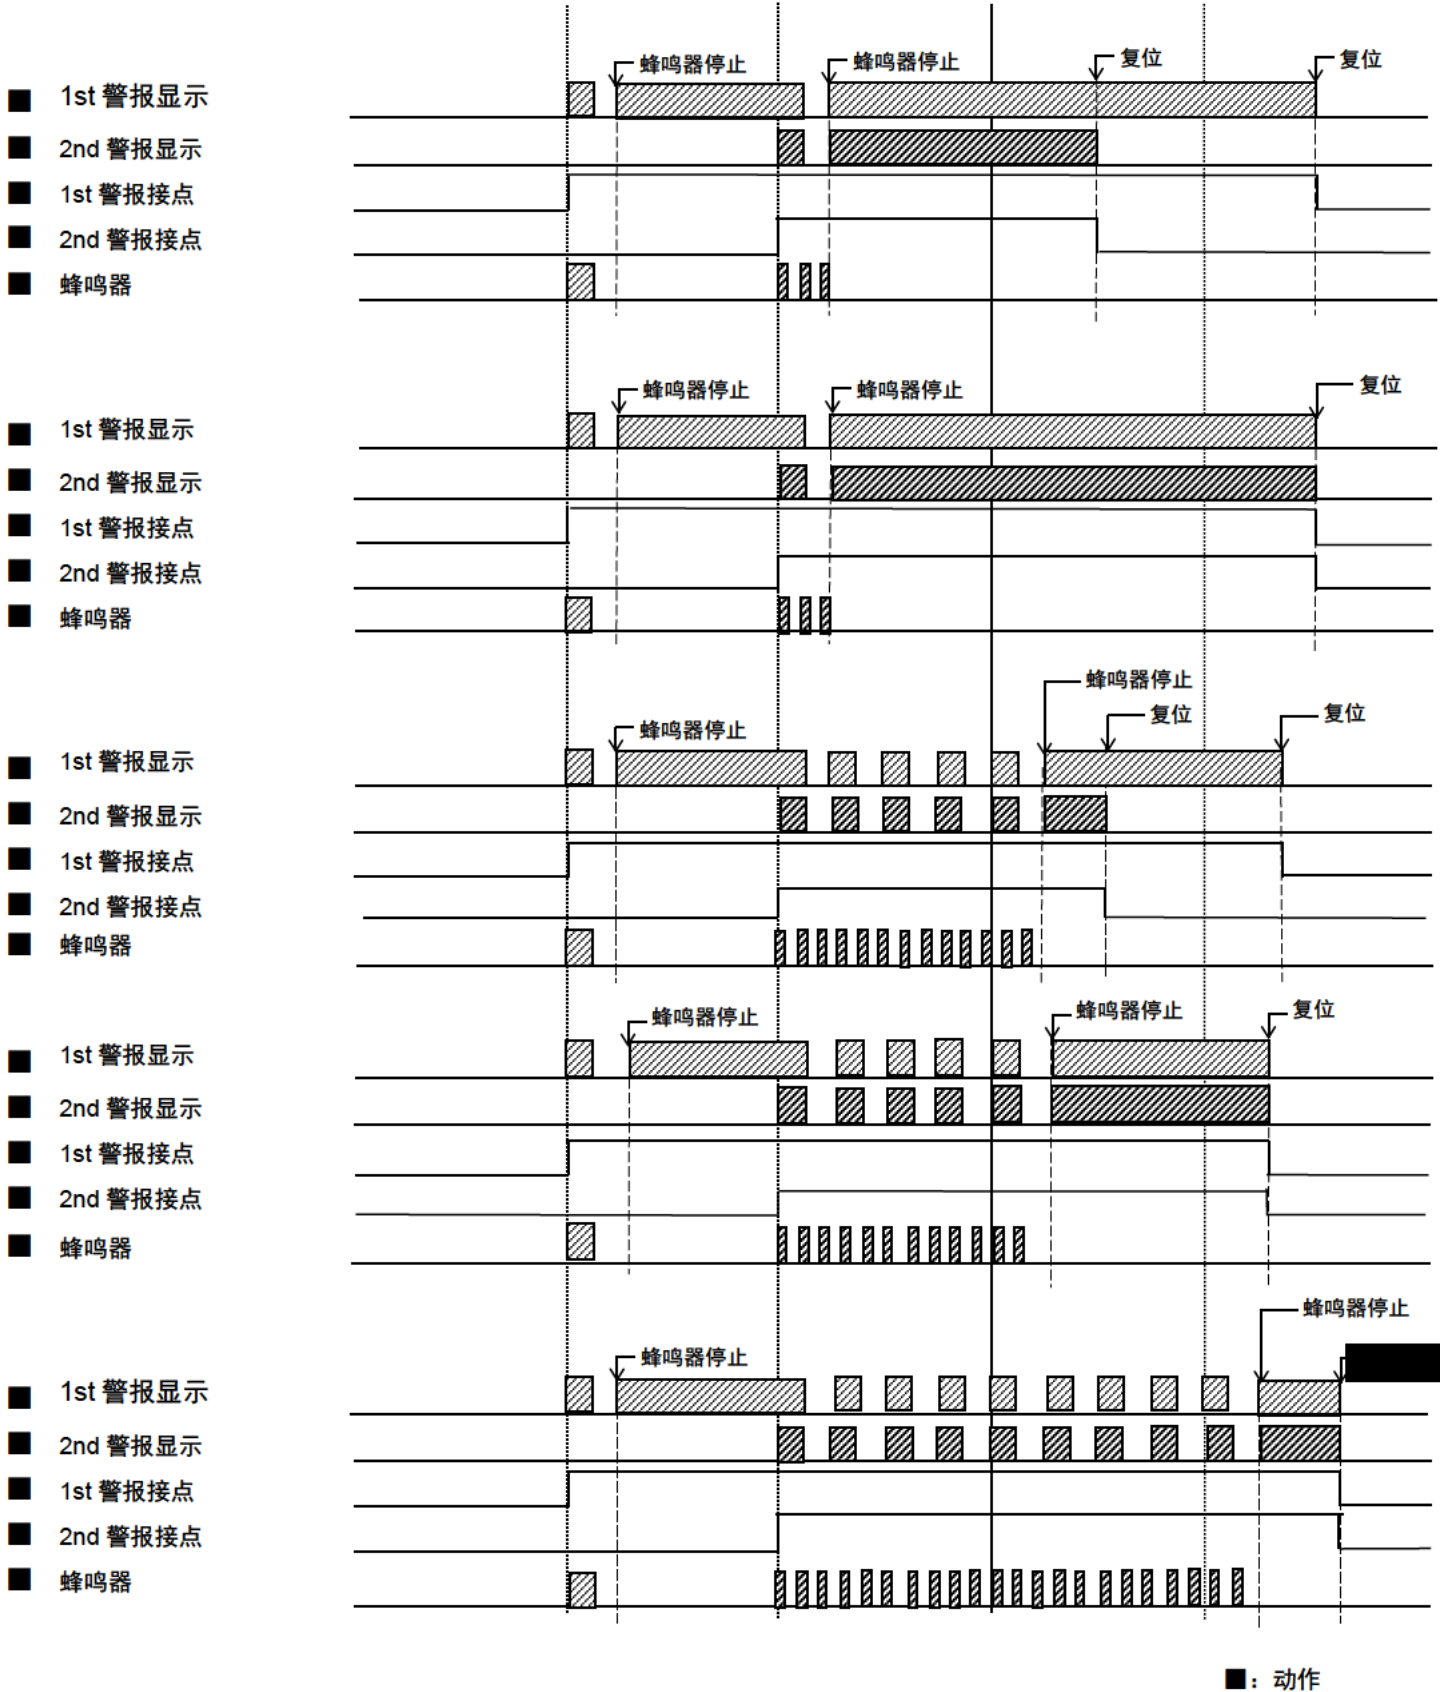 蜂鸣器停止 蜂鸣器停止 复位 复位
■ 1st 警报显示
■ 2nd 警报显示
■ 1st 警报接点
■ 2nd 警报接点
■ 蜂鸣器
蜂鸣器停止 蜂鸣器停止 复位
■ 1st 警报显示
■ 2nd 警报显示
■ 1st 警报接点
■ 2nd 警报接点
■ 蜂鸣器
蜂鸣器停止
蜂鸣器停止 复位 复位
■ 1st 警报显示
■ 2nd 警报显示
■ 1st 警报接点
■ 2nd 警报接点
■ 蜂鸣器
蜂鸣器停止 蜂鸣器停止 复位
■ 1st 警报显示
■ 2nd 警报显示
■ 1st 警报接点
■ 2nd 警报接点
■ 蜂鸣器
蜂鸣器停止
蜂鸣器停止
■ 1st 警报显示
■ 2nd 警报显示
■ 1st 警报接点
■ 2nd 警报接点
■ 蜂鸣器
■：动作